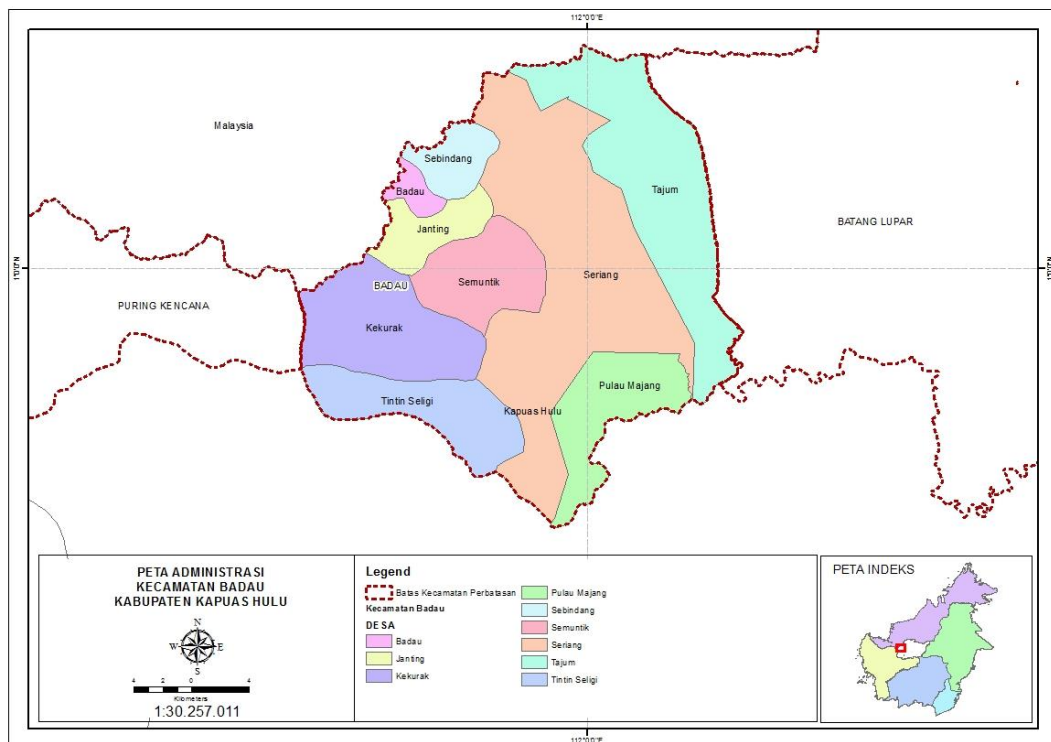 112°0'0"E
Malaysia
Sebindang
Badau
Tajum
Janting
BATANG LUPAR
1°0'0"N
1°0'0"N
Seriang
Semuntik
BADAU
PURING KENCANA
Kekurak
Pulau Majang
Tintin Seligi
Kapuas Hulu
PETA ADMINISTRASI
KECAMATAN BADAU
KABUPATEN KAPUAS HULU
N
W E
S
4 2 0 4
Kilometers
1:30.257.011
Legend
Batas Kecamatan Perbatasan
Kecamatan Badau
DESA
Badau
Janting
Kekurak
Pulau Majang
Sebindang
Semuntik
Seriang
Tajum
Tintin Seligi
PETA INDEKS
112°0'0"E